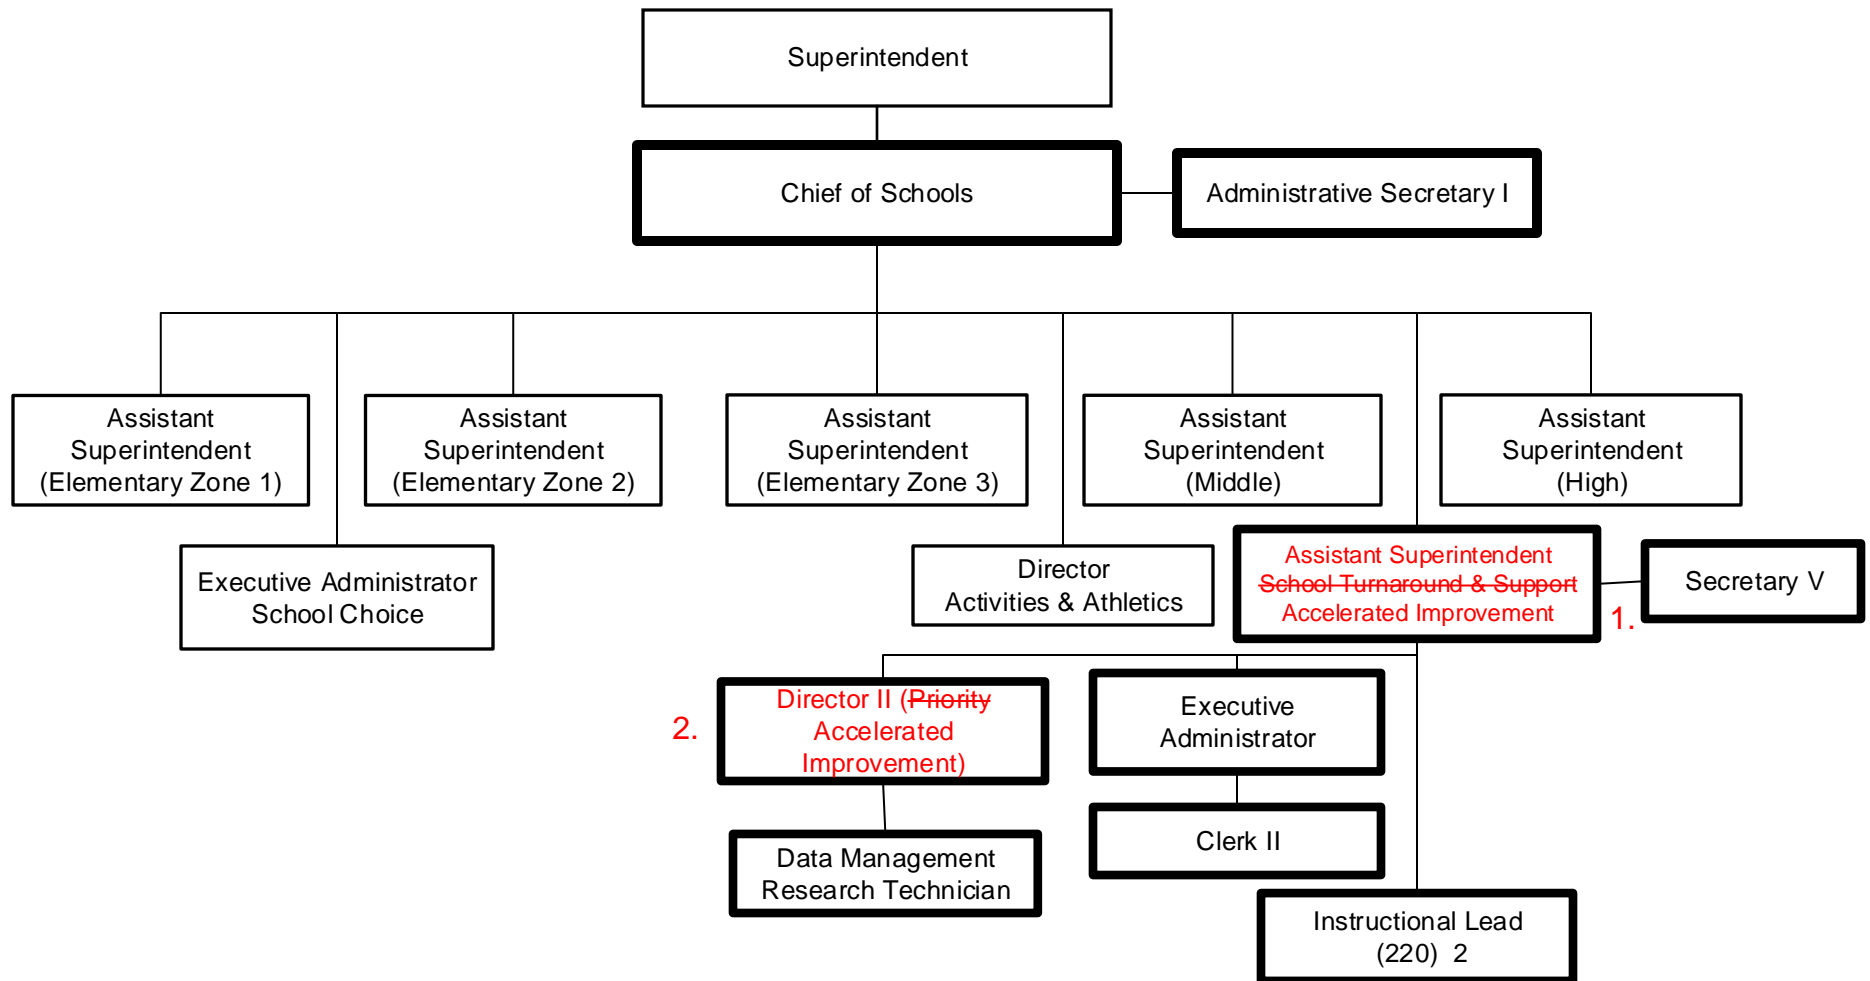 Superintendent
Chief of Schools
Administrative Secretary I
Assistant
Superintendent
(Elementary Zone 1)
Assistant
Superintendent
(Elementary Zone 2)
Assistant
Superintendent
(Elementary Zone 3)
Assistant
Superintendent
(Middle)
Assistant
Superintendent
(High)
Executive Administrator
School Choice
Director
Activities & Athletics
Assistant Superintendent
School Turnaround & Support
Accelerated Improvement
1.
Secretary V
2.
Director II (Priority
Accelerated
Improvement)
Executive
Administrator
Data Management
Research Technician
Clerk II
Instructional Lead
(220)  2